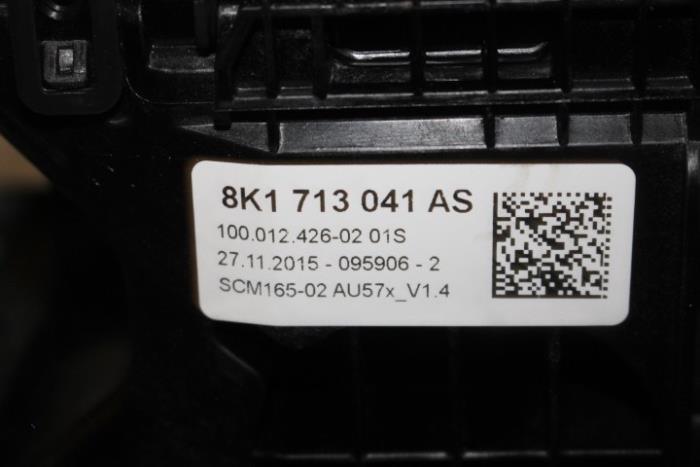 8K1 713 041 AS
100.012.426-02 01S
27.11.2015 - 095906 - 2
SCM165-02 AU57x_V1.4